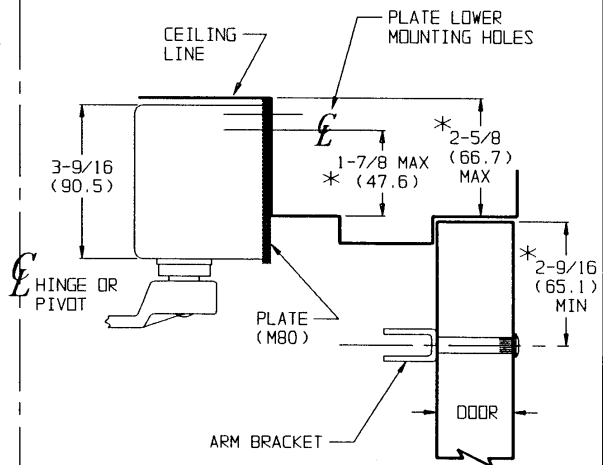 CEILING
LINE
PLATE LOWER
MOUNTING HOLES
℄
3-9/16
(90.5)
* 1-7/8 MAX
(47.6)
* 2-5/8
(66.7)
MAX
℄ HINGE OR
PIVOT
PLATE
(M80)
* 2-9/16
(65.1)
MIN
DOOR
ARM BRACKET